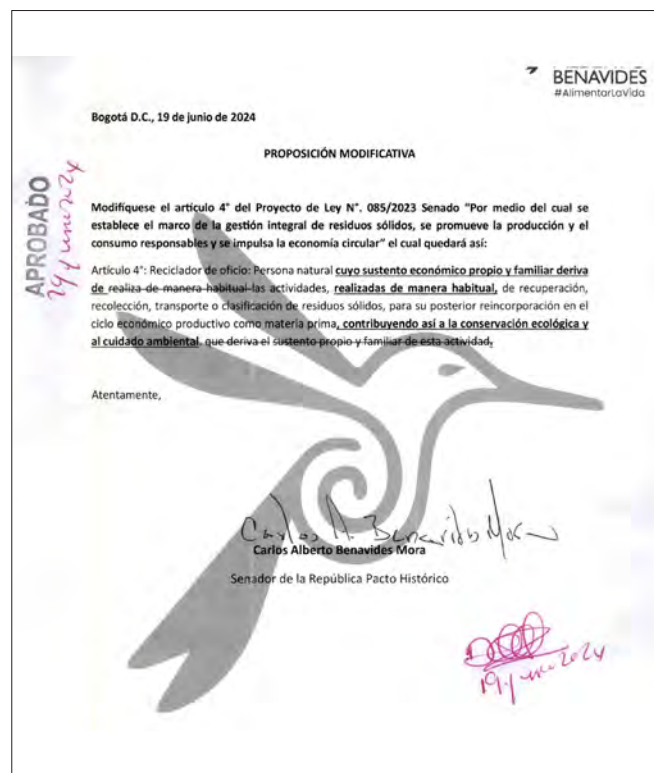 BENAVIDES
#AlimentarLaVida
Bogotá D.C., 19 de junio de 2024
PROPOSICIÓN MODIFICATIVA
APROBADO
Modifíquese el artículo 4° del Proyecto de Ley N°. 085/2023 Senado “Por medio del cual se
establece el marco de la gestión integral de residuos sólidos, se promueve la producción y el
consumo responsables y se impulsa la economía circular” el cual quedará así:
Artículo 4°: Reciclador de oficio: Persona natural cuyo sustento económico propio y familiar deriva
de realiza de manera habitual las actividades, realizadas de manera habitual, de recuperación,
recolección, transporte o clasificación de residuos sólidos, para su posterior reincorporación en el
ciclo económico productivo como materia prima, contribuyendo así a la conservación ecológica y
al cuidado ambiental. que deriva el sustento propio y familiar de esta actividad,
Atentamente,
Carlos A. Benavides Mora
Carlos Alberto Benavides Mora
Senador de la República Pacto Histórico